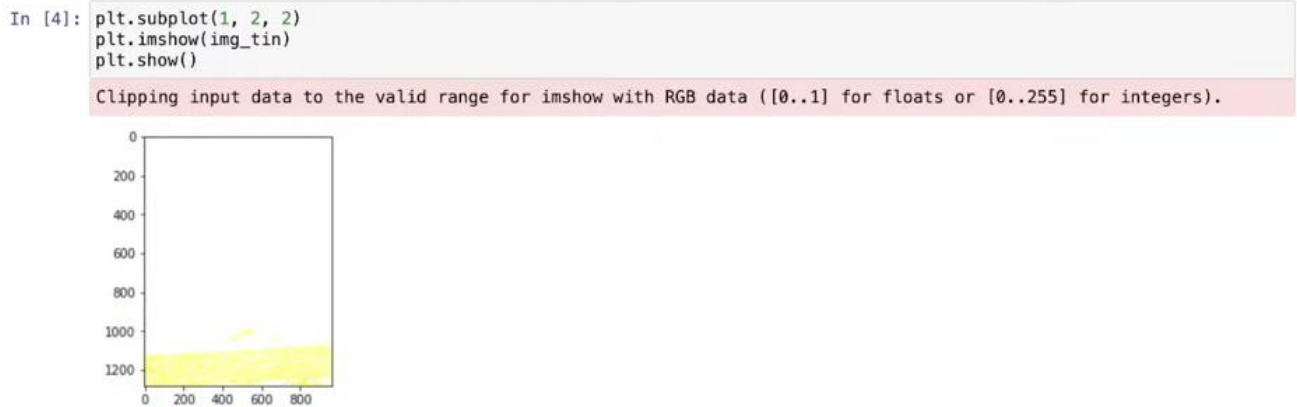 In [4]: plt.subplot(1, 2, 2)
plt.imshow(img_tin)
plt.show()
Clipping input data to the valid range for imshow with RGB data ([0..1] for floats or [0..255] for integers).
0
200
400
600
800
1000
1200
0 200 400 600 800